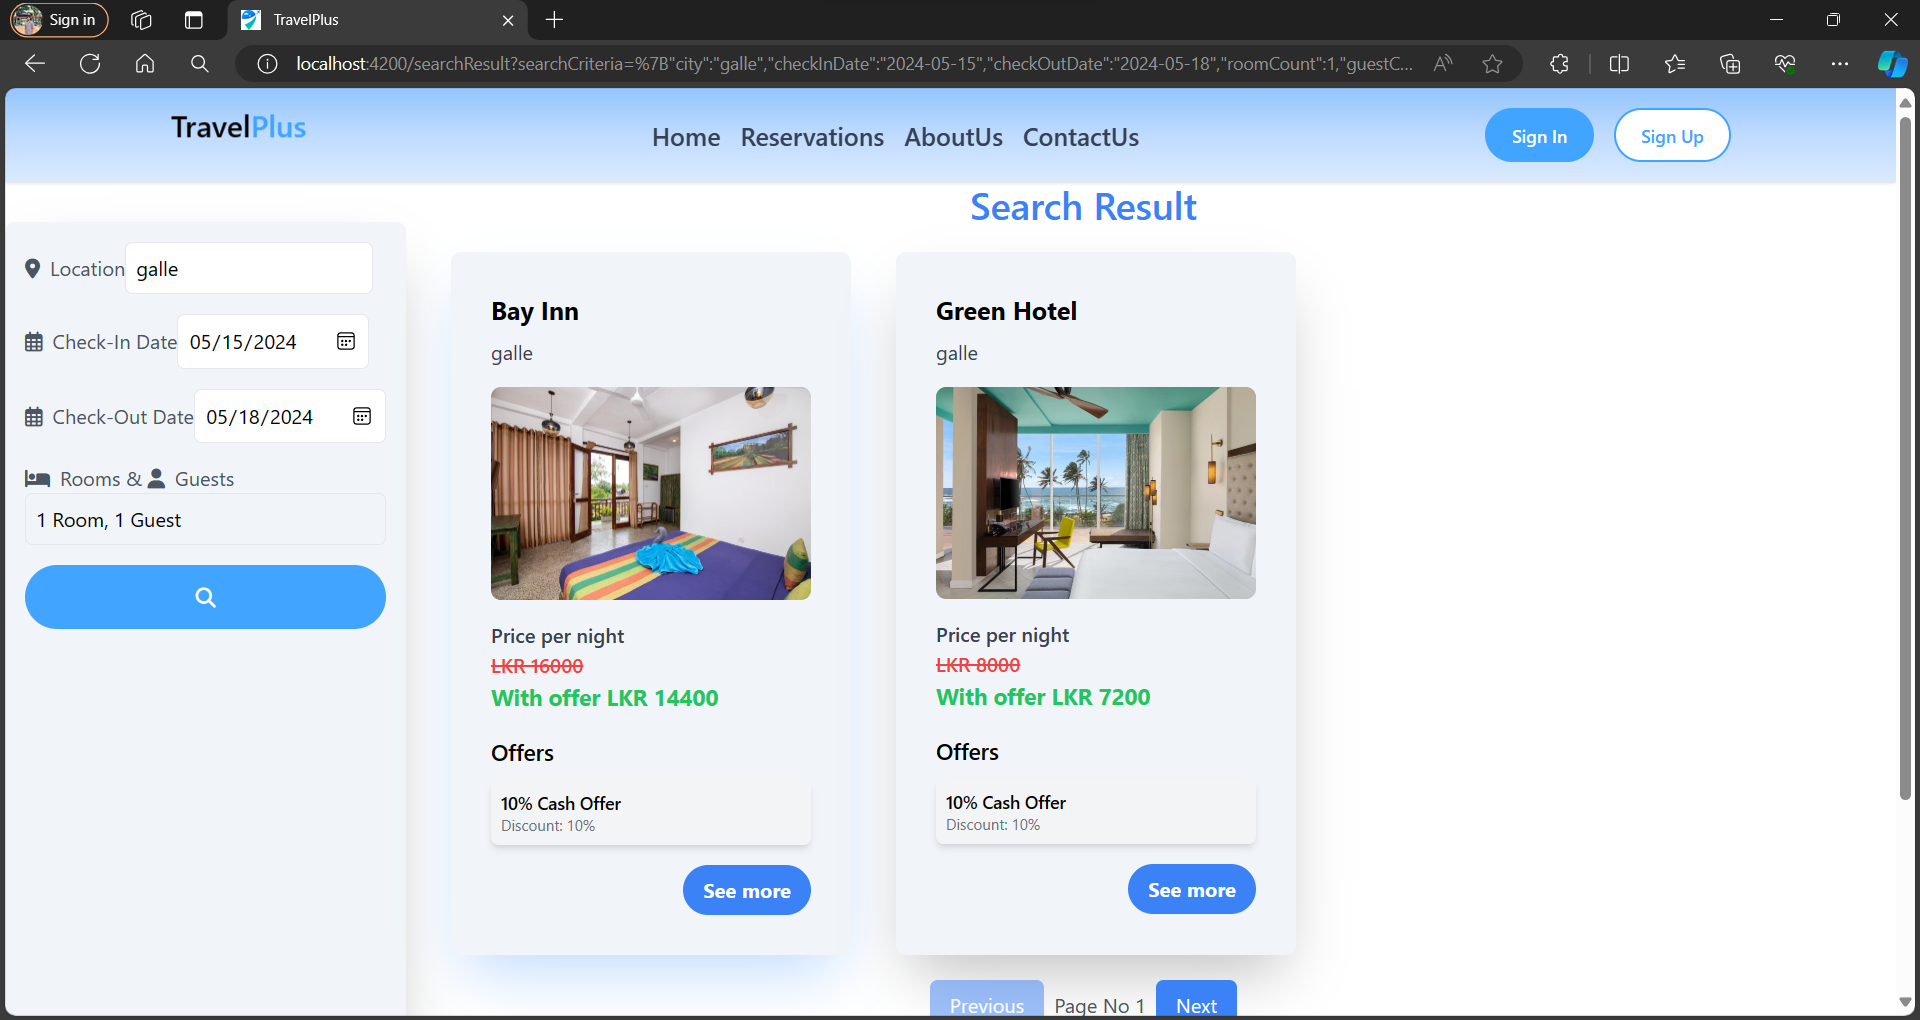 Sign in
TravelPlus
localhost:4200/searchResult?searchCriteria=%7B"city":"galle","checkInDate":"2024-05-15","checkOutDate":"2024-05-18","roomCount":1,"guestC...
TravelPlus
Home Reservations AboutUs ContactUs
Sign In
Sign Up
Search Result
Location galle
Check-In Date 05/15/2024
Check-Out Date 05/18/2024
Rooms & Guests
1 Room, 1 Guest
Bay Inn
galle
Price per night
LKR 16000
With offer LKR 14400
Offers
10% Cash Offer
Discount: 10%
See more
Green Hotel
galle
Price per night
LKR 8000
With offer LKR 7200
Offers
10% Cash Offer
Discount: 10%
See more
Previous Page No 1 Next